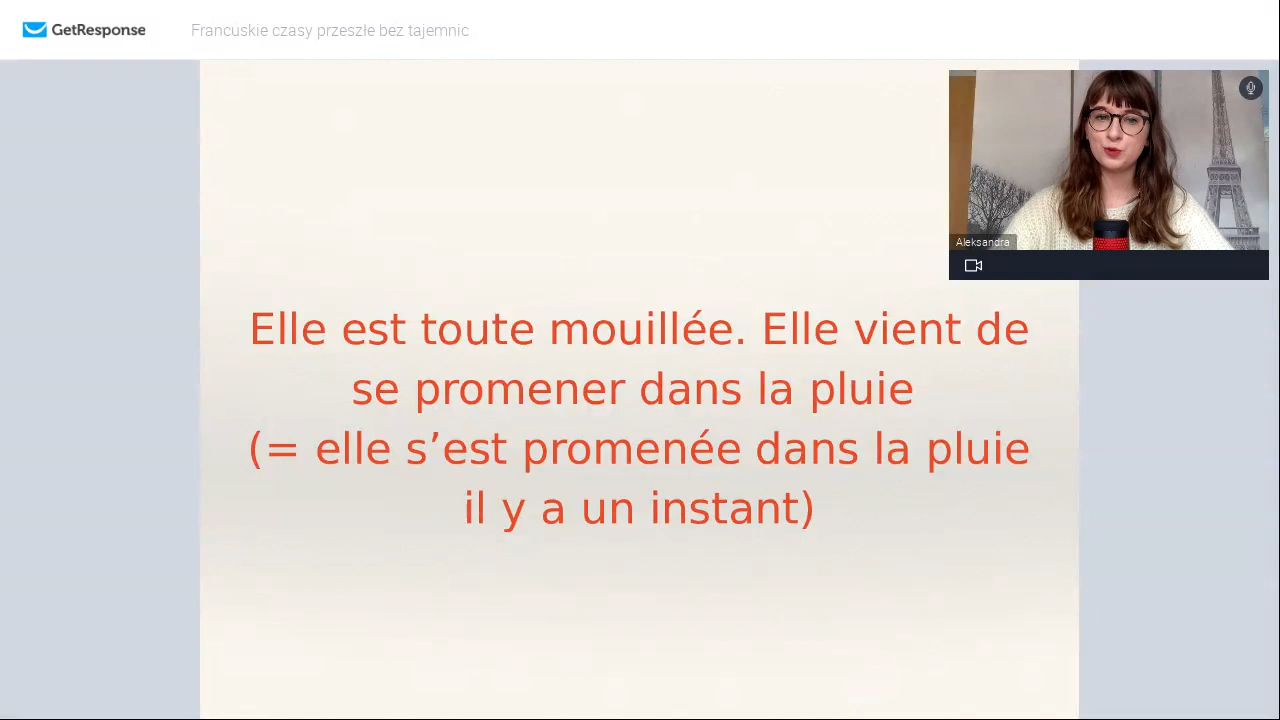 GetResponse
Francuskie czasy przeszłe bez tajemnic
Aleksandra
Elle est toute mouillée. Elle vient de
se promener dans la pluie
(= elle s’est promenée dans la pluie
il y a un instant)